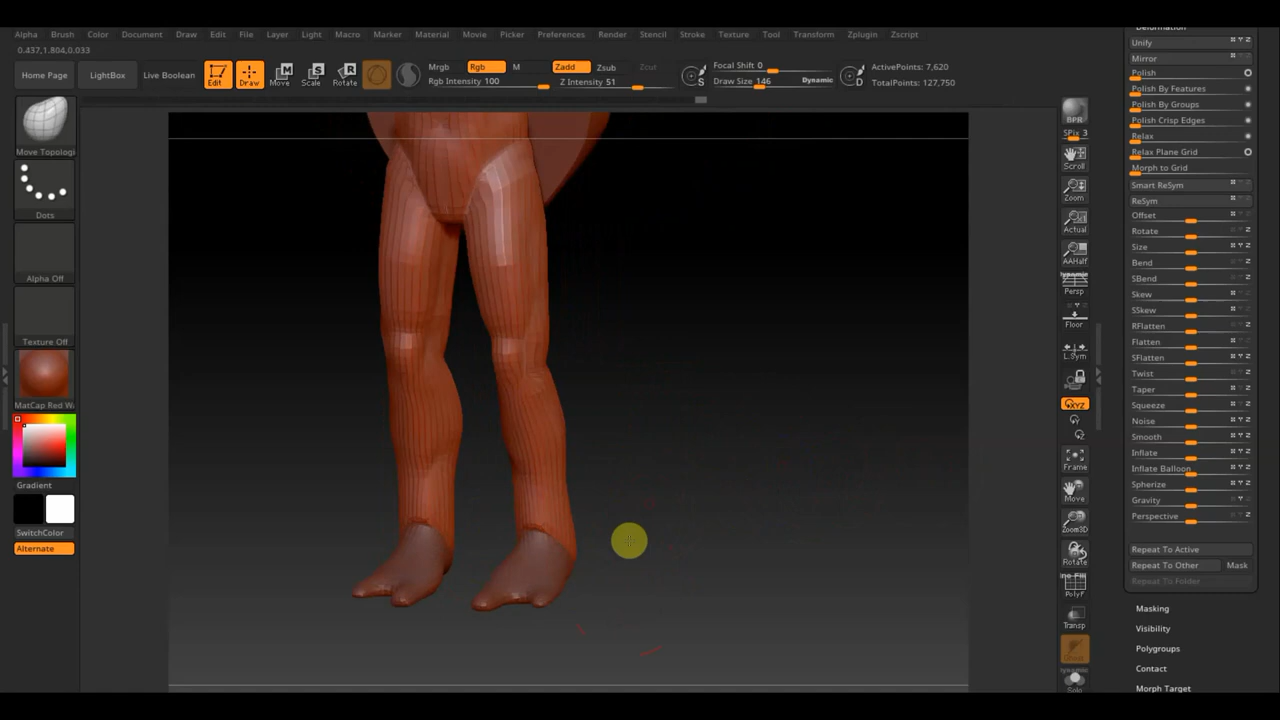 Alpha Brush Color Document Draw Edit File Layer Light Macro Marker Material Movie Picker Preferences Render Stencil Stroke Texture Tool Transform Zplugin Zscript
0.437,1.804,0.033
Home Page LightBox Live Boolean Edit Draw Move Scale Rotate
Mrgb Rgb M Zadd Zsub Zcut
Rgb Intensity 100 Z Intensity 51
Focal Shift 0
Draw Size 146 Dynamic
S
D
ActivePoints: 7,620
TotalPoints: 127,750
Move Topologi
Dots
Alpha Off
Texture Off
MatCap Red W
Gradient
SwitchColor
Alternate
BPR
SPix 3
Scroll
Zoom
Actual
AAHalf
Dynamic
Persp
Floor
L.Sym
XYZ
Y
Z
Frame
Move
Zoom3D
Rotate
Line Fill
PolyF
Transp
Ghost
Dynamic
Solo
Deformation
Unify
Mirror
Polish
Polish By Features
Polish By Groups
Polish Crisp Edges
Relax
Relax Plane Grid
Morph to Grid
Smart ReSym
ReSym
Offset
Rotate
Size
Bend
SBend
Skew
SSkew
RFlatten
Flatten
SFlatten
Twist
Taper
Squeeze
Noise
Smooth
Inflate
Inflate Balloon
Spherize
Gravity
Perspective
Repeat To Active
Repeat To Other Mask
Repeat To Folder
Masking
Visibility
Polygroups
Contact
Morph Target